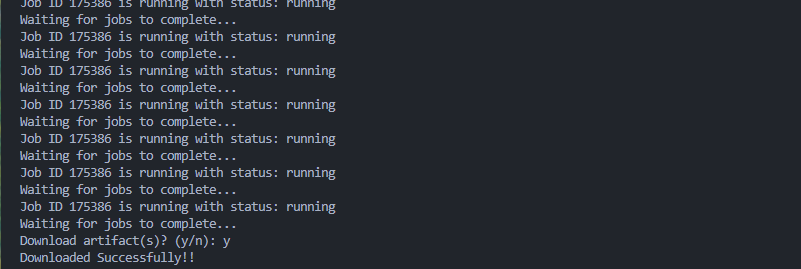 Job ID 175386 is running with status: running
Waiting for jobs to complete...
Job ID 175386 is running with status: running
Waiting for jobs to complete...
Job ID 175386 is running with status: running
Waiting for jobs to complete...
Job ID 175386 is running with status: running
Waiting for jobs to complete...
Job ID 175386 is running with status: running
Waiting for jobs to complete...
Job ID 175386 is running with status: running
Waiting for jobs to complete...
Job ID 175386 is running with status: running
Waiting for jobs to complete...
Download artifact(s)? (y/n): y
Downloaded Successfully!!